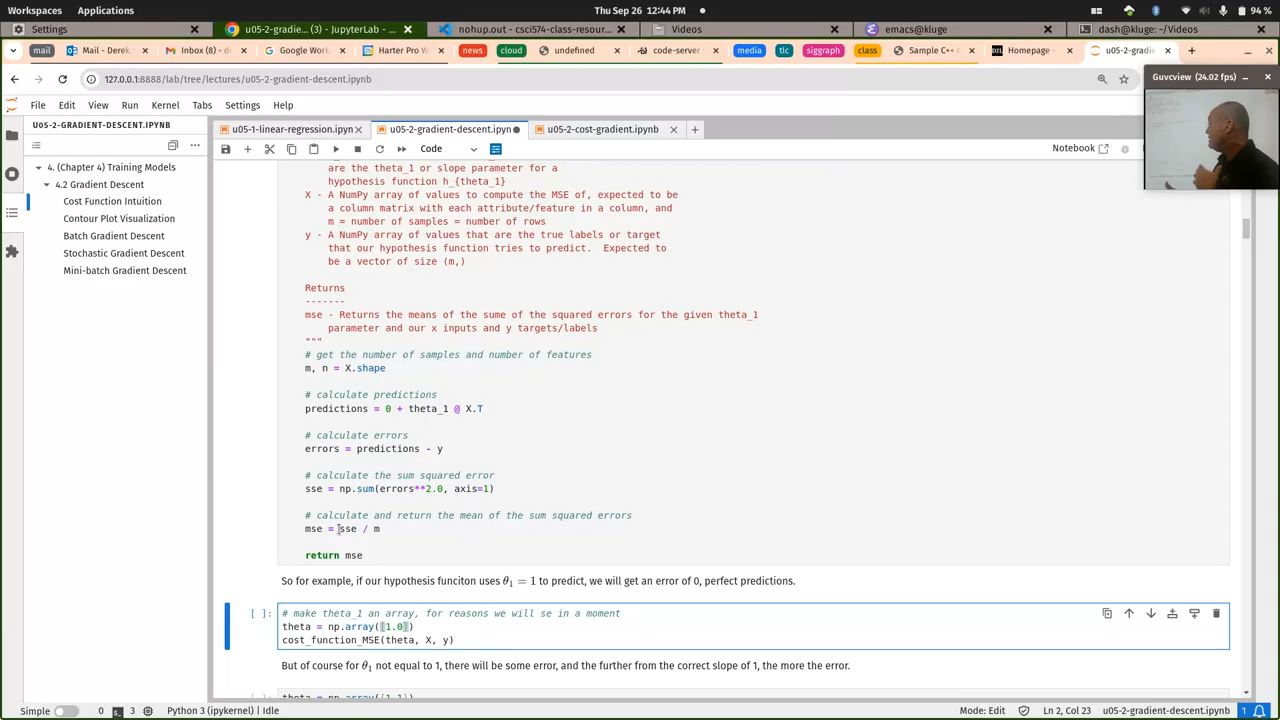 Workspaces Applications Thu Sep 26 12:44 PM 94 %
Settings u05-2-gradie... (3) - JupyterLab - ... nohup.out - csci574-class-resour... Videos emacs@kluge dash@kluge: ~/Videos
mail Mail - Derek. Inbox (8) - d Google Work Harter Pro W news cloud undefined code-server media tlc siggraph class Sample C++ Homepage - u05-2-gradi
127.0.0.1:8888/lab/tree/lectures/u05-2-gradient-descent.ipynb
Guvcview (24.02 fps)
File Edit View Run Kernel Tabs Settings Help
U05-2-GRADIENT-DESCENT.IPYNB
u05-1-linear-regression.ipyn u05-2-gradient-descent.ipyn u05-2-cost-gradient.ipynb
Code Notebook
4. (Chapter 4) Training Models
4.2 Gradient Descent
Cost Function Intuition
Contour Plot Visualization
Batch Gradient Descent
Stochastic Gradient Descent
Mini-batch Gradient Descent
are the theta_1 or slope parameter for a
hypothesis function h_{theta_1}
X - A NumPy array of values to compute the MSE of, expected to be
a column matrix with each attribute/feature in a column, and
m = number of samples = number of rows
y - A NumPy array of values that are the true labels or target
that our hypothesis function tries to predict. Expected to
be a vector of size (m,)
Returns
-------
mse - Returns the means of the sume of the squared errors for the given theta_1
parameter and our x inputs and y targets/labels
"""
# get the number of samples and number of features
m, n = X.shape
# calculate predictions
predictions = 0 + theta_1 @ X.T
# calculate errors
errors = predictions - y
# calculate the sum squared error
sse = np.sum(errors**2.0, axis=1)
# calculate and return the mean of the sum squared errors
mse = sse / m
return mse
So for example, if our hypothesis funciton uses θ₁ = 1 to predict, we will get an error of 0, perfect predictions.
[ ]: # make theta_1 an array, for reasons we will se in a moment
theta = np.array([1.0])
cost_function_MSE(theta, X, y)
But of course for θ₁ not equal to 1, there will be some error, and the further from the correct slope of 1, the more the error.
[ ]: theta = np.array([1.1])
Simple 0 3 Python 3 (ipykernel) | Idle Mode: Edit Ln 2, Col 23 u05-2-gradient-descent.ipynb 1